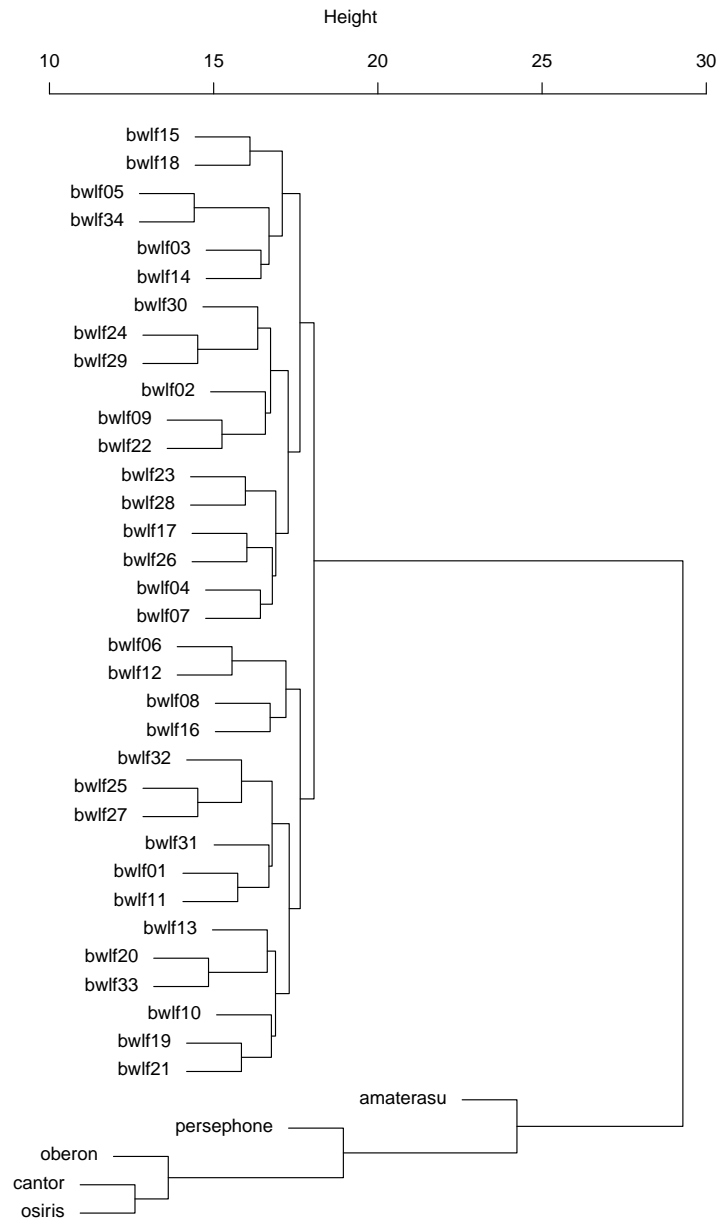 Height
10 15 20 25 30
bwlf15
bwlf18
bwlf05
bwlf34
bwlf03
bwlf14
bwlf30
bwlf24
bwlf29
bwlf02
bwlf09
bwlf22
bwlf23
bwlf28
bwlf17
bwlf26
bwlf04
bwlf07
bwlf06
bwlf12
bwlf08
bwlf16
bwlf32
bwlf25
bwlf27
bwlf31
bwlf01
bwlf11
bwlf13
bwlf20
bwlf33
bwlf10
bwlf19
bwlf21
amaterasu
persephone
oberon
cantor
osiris